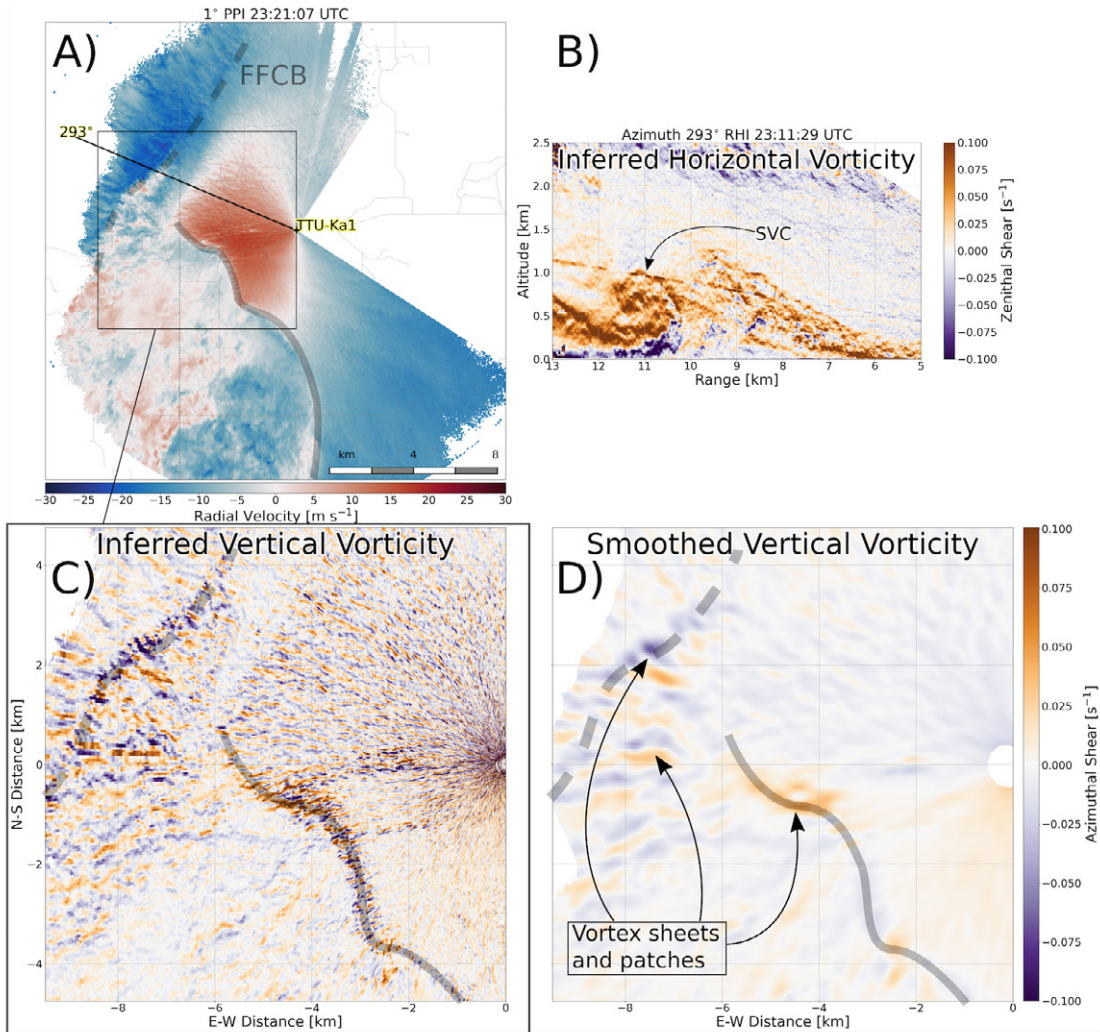 1° PPI 23:21:07 UTC
A)
FFCB
293°
TTU-Ka1
km 4 8
−30 −25 −20 −15 −10 −5 0 5 10 15 20 25 30
Radial Velocity [m s⁻¹]
B)
Azimuth 293° RHI 23:11:29 UTC
Inferred Horizontal Vorticity
SVC
2.5
2.0
1.5
1.0
0.5
0.0
Altitude [km]
13 12 11 10 9 8 7 6 5
Range [km]
0.100
0.075
0.050
0.025
0.000
−0.025
−0.050
−0.075
−0.100
Zenithal Shear [s⁻¹]
Inferred Vertical Vorticity
C)
4
2
0
−2
−4
N-S Distance [km]
−8 −6 −4 −2 0
E-W Distance [km]
Smoothed Vertical Vorticity
D)
Vortex sheets
and patches
−8 −6 −4 −2 0
E-W Distance [km]
0.100
0.075
0.050
0.025
0.000
−0.025
−0.050
−0.075
−0.100
Azimuthal Shear [s⁻¹]